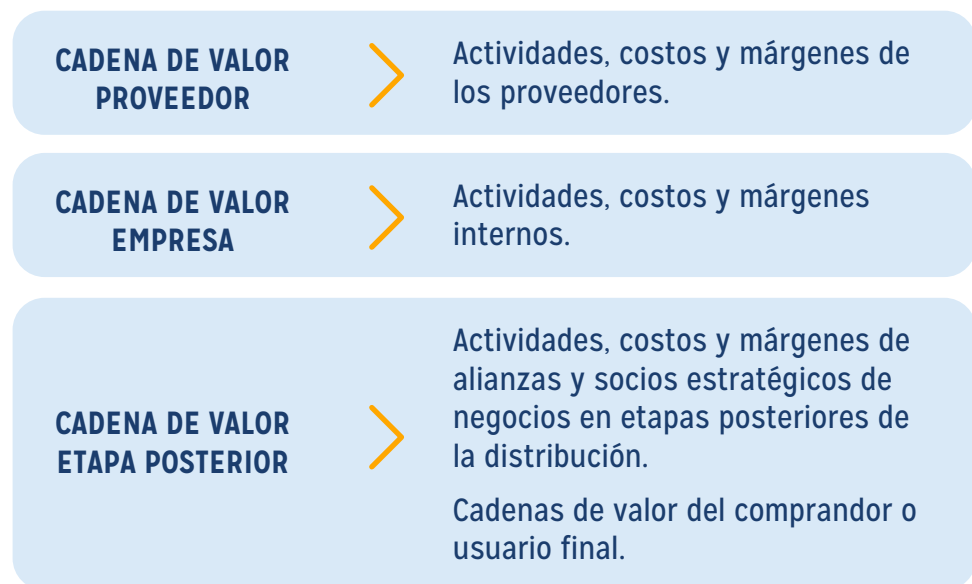 CADENA DE VALOR
PROVEEDOR
Actividades, costos y márgenes de
los proveedores.
CADENA DE VALOR
EMPRESA
Actividades, costos y márgenes
internos.
CADENA DE VALOR
ETAPA POSTERIOR
Actividades, costos y márgenes de
alianzas y socios estratégicos de
negocios en etapas posteriores de
la distribución.
Cadenas de valor del comprandor o
usuario final.